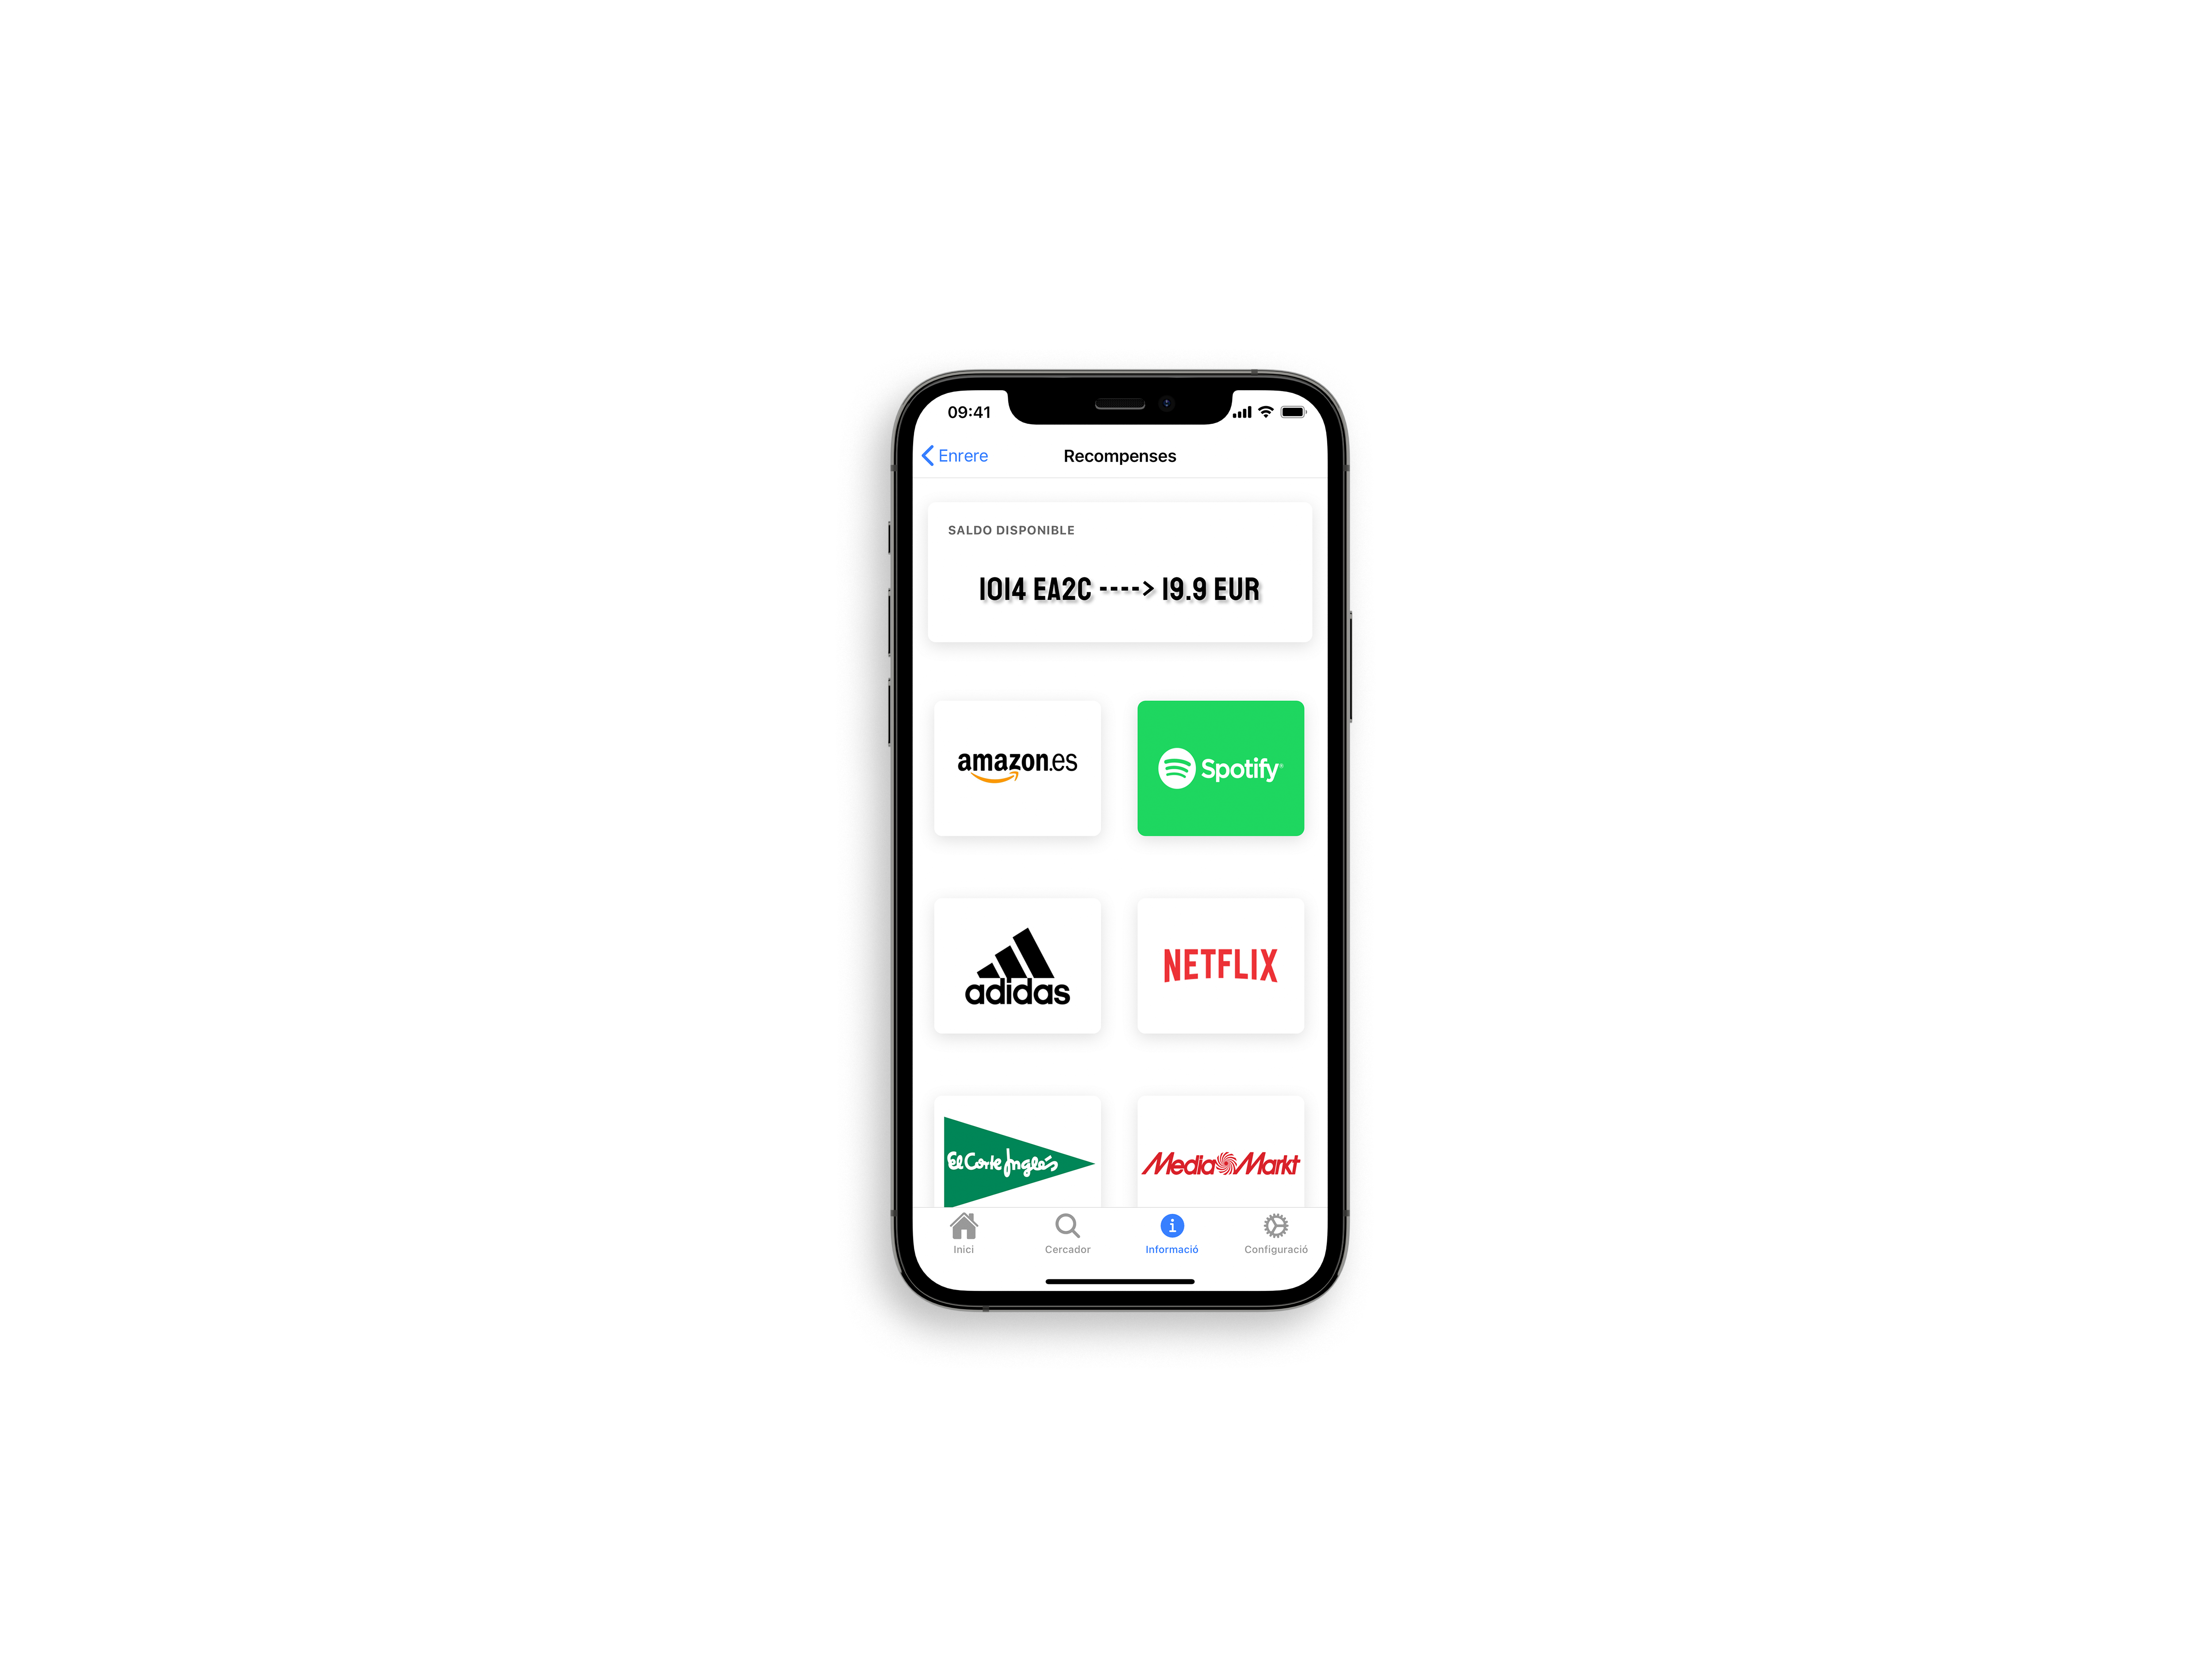 09:41
Enrere
Recompenses
SALDO DISPONIBLE
1014 EA2C ----> 19.9 EUR
amazon.es
Spotify®
adidas
NETFLIX
El Corte Inglés
MediaMarkt
Inici
Cercador
Informació
Configuració